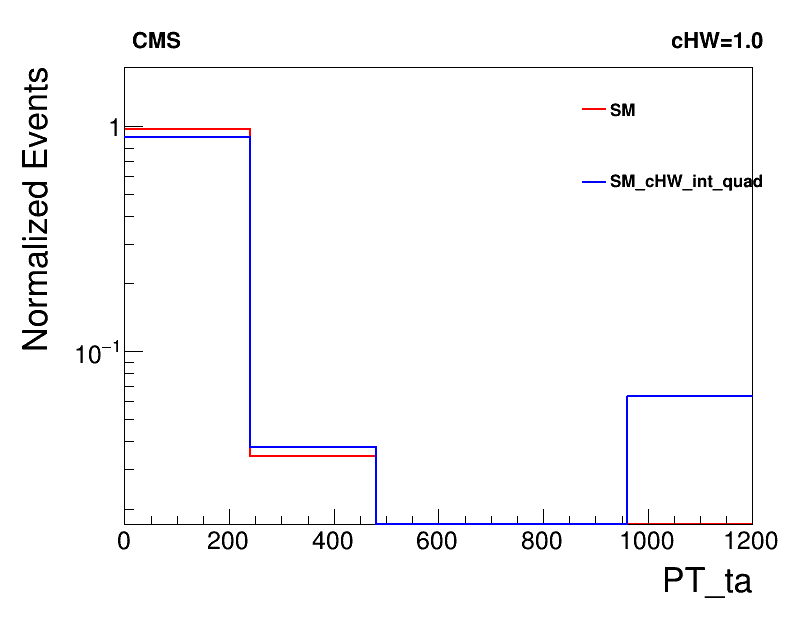 CMS
cHW=1.0
Normalized Events
1
10⁻¹
SM
SM_cHW_int_quad
0 200 400 600 800 1000 1200
PT_ta